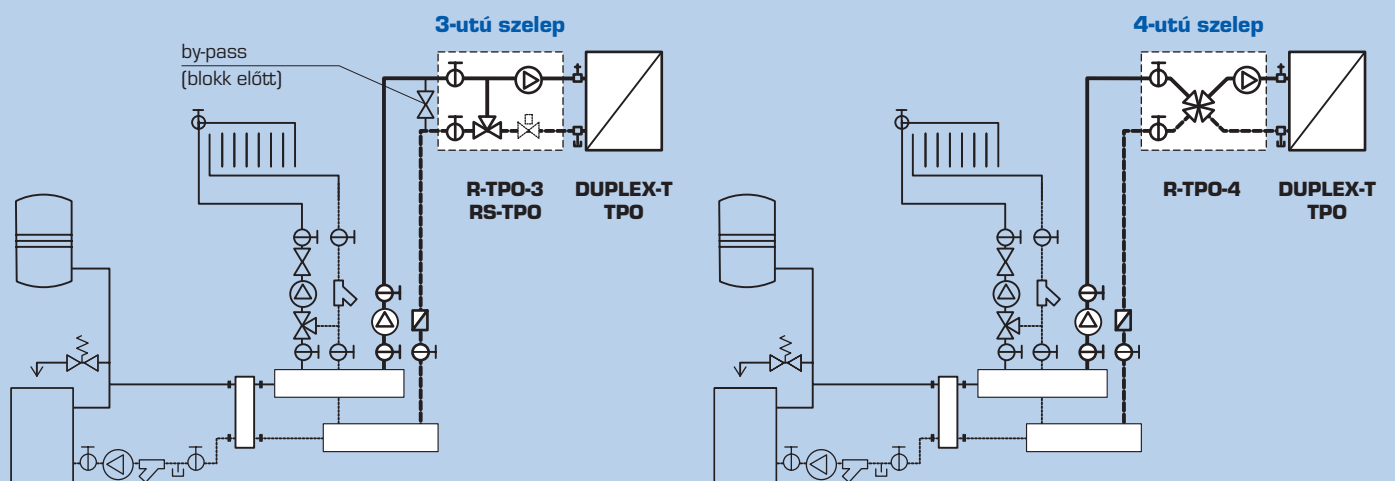 3-utú szelep
by-pass
(blokk előtt)
R-TPO-3
RS-TPO
DUPLEX-T
TPO
4-utú szelep
R-TPO-4
DUPLEX-T
TPO